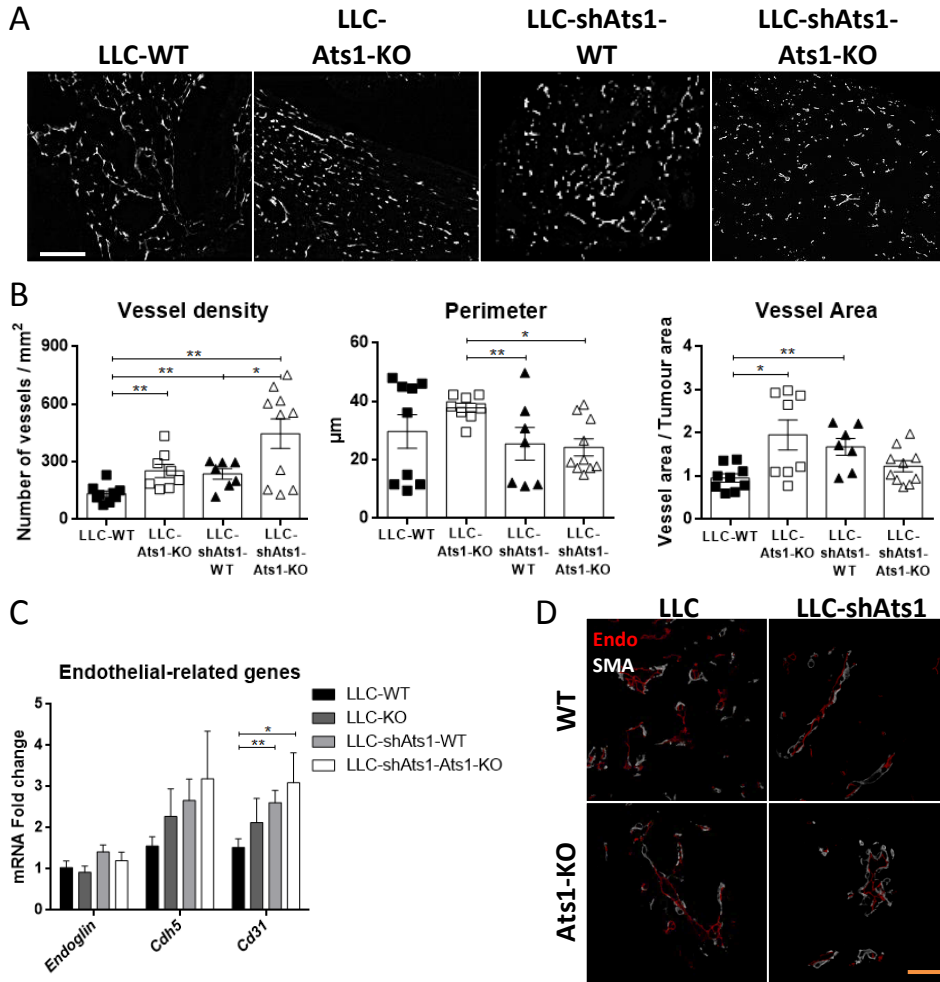 A
LLC-WT
LLC-
Ats1-KO
LLC-shAts1-
WT
LLC-shAts1-
Ats1-KO
B
Vessel density
Number of vessels / mm²
900
600
300
0
**
**
*
**
LLC-WT
LLC-
Ats1-KO
LLC-
shAts1-
WT
LLC-
shAts1-
Ats1-KO
Perimeter
µm
60
40
20
0
*
**
LLC-WT
LLC-
Ats1-KO
LLC-
shAts1-
WT
LLC-
shAts1-
Ats1-KO
Vessel Area
Vessel area / Tumour area
4
3
2
1
0
**
*
LLC-WT
LLC-
Ats1-KO
LLC-
shAts1-
WT
LLC-
shAts1-
Ats1-KO
C
Endothelial-related genes
mRNA Fold change
5
4
3
2
1
0
*
**
Endoglin
Cdh5
Cd31
LLC-WT
LLC-KO
LLC-shAts1-WT
LLC-shAts1-Ats1-KO
D
LLC
LLC-shAts1
Endo
SMA
WT
Ats1-KO